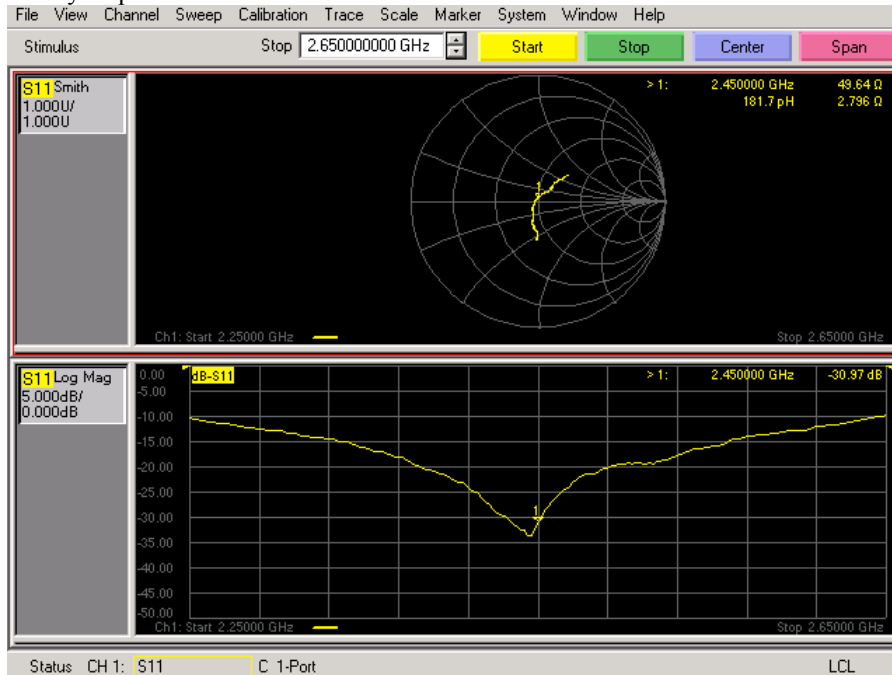 File View Channel Sweep Calibration Trace Scale Marker System Window Help
Stimulus Stop 2.650000000 GHz Start Stop Center Span
S11 Smith
1.000U/
1.000U
> 1: 2.450000 GHz 49.64 Ω
181.7 pH 2.796 Ω
1
Ch1: Start 2.25000 GHz Stop 2.65000 GHz
S11 Log Mag
5.000dB/
0.000dB
dB-S11
> 1: 2.450000 GHz -30.97 dB
0.00
-5.00
-10.00
-15.00
-20.00
-25.00
-30.00
-35.00
-40.00
-45.00
-50.00
1
Ch1: Start 2.25000 GHz Stop 2.65000 GHz
Status CH 1: S11 C 1-Port LCL